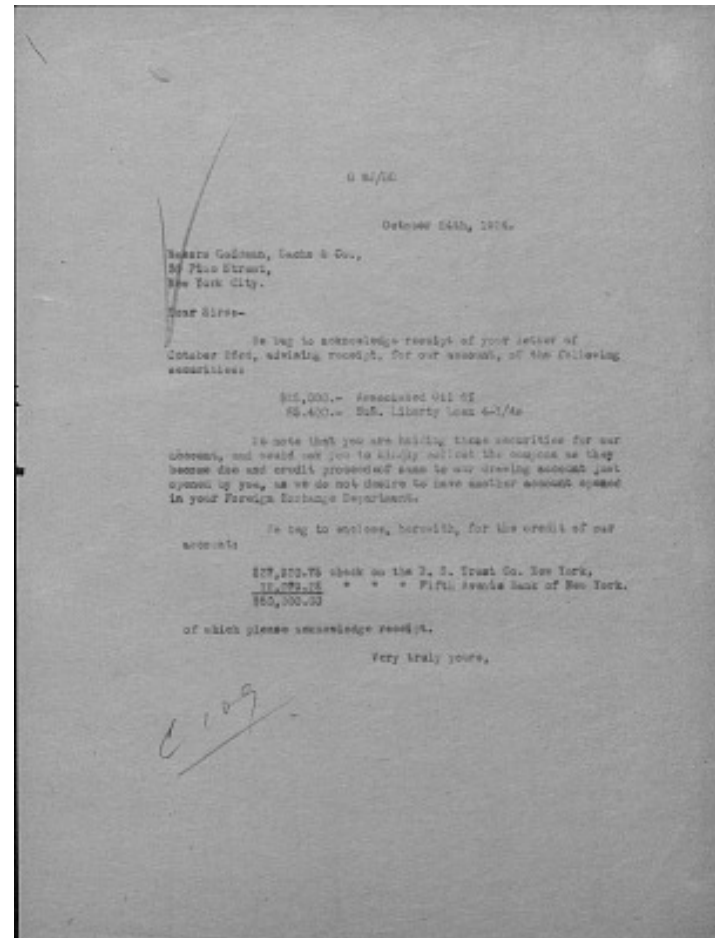 October 24th, 192
Messrs Goldman, Sachs & Co.,
Pine Street,
New York City.
Dear Sirs:-
We beg to acknowledge receipt of your letter of
October 23rd, advising receipt, for our account, of the following
securities:
Associated Oil
U.S. Liberty Loan 4-1/4s
We note that you are holding these securities for our
account, and would ask you to kindly collect the coupons as they
become due and credit proceeds of same to our drawing account just
opened by you, as we do not desire to have another account opened
in your Foreign Exchange Department.
We beg to enclose, herewith, for the credit of our
account:
check on the U. S. Trust Co. New York,
" " " Fifth Avenue Bank of New York.
of which please acknowledge receipt.
Very truly yours,
C 109